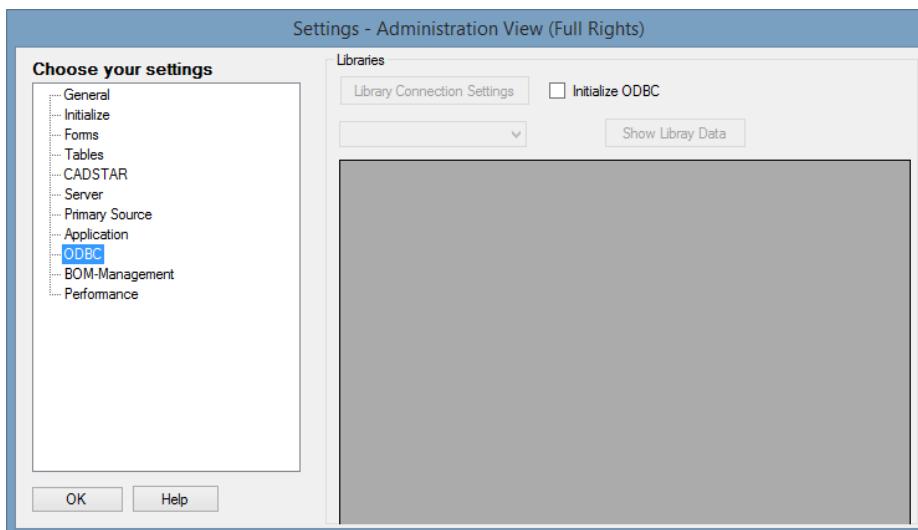 Settings - Administration View (Full Rights)
Choose your settings
General
Initialize
Forms
Tables
CADSTAR
Server
Primary Source
Application
ODBC
BOM-Management
Performance
OK
Help
Libraries
Library Connection Settings
Initialize ODBC
Show Libray Data